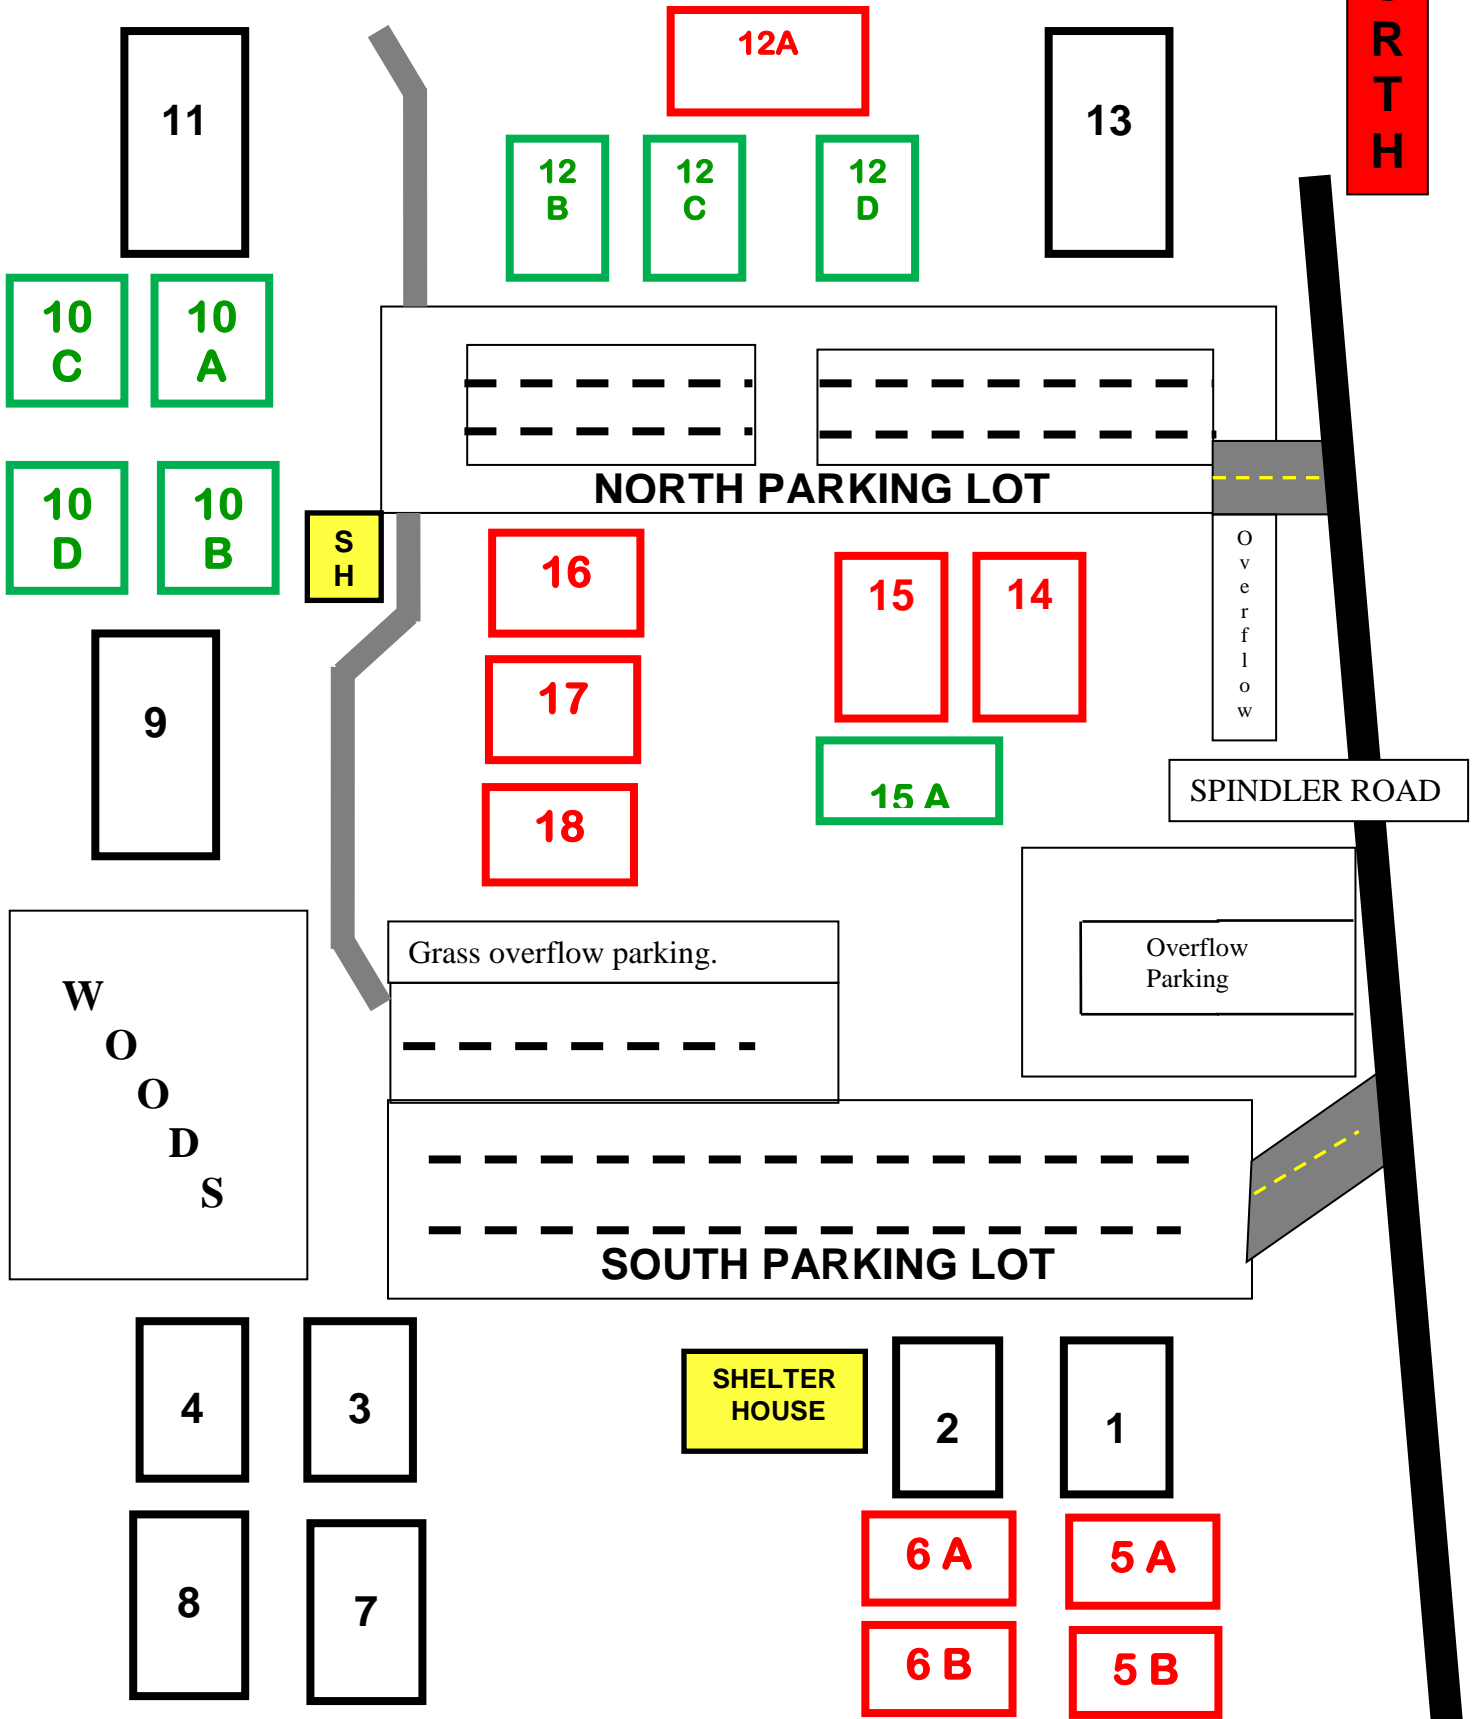 R
T
H
12A
11
13
12
B
12
C
12
D
10
C
10
A
NORTH PARKING LOT
10
D
10
B
S
H
16
15
14
O
v
e
r
f
l
o
w
17
9
SPINDLER ROAD
15 A
18
Grass overflow parking.
Overflow
Parking
W
O
O
D
S
SOUTH PARKING LOT
SHELTER
HOUSE
4
3
2
1
6 A
5 A
8
7
6 B
5 B